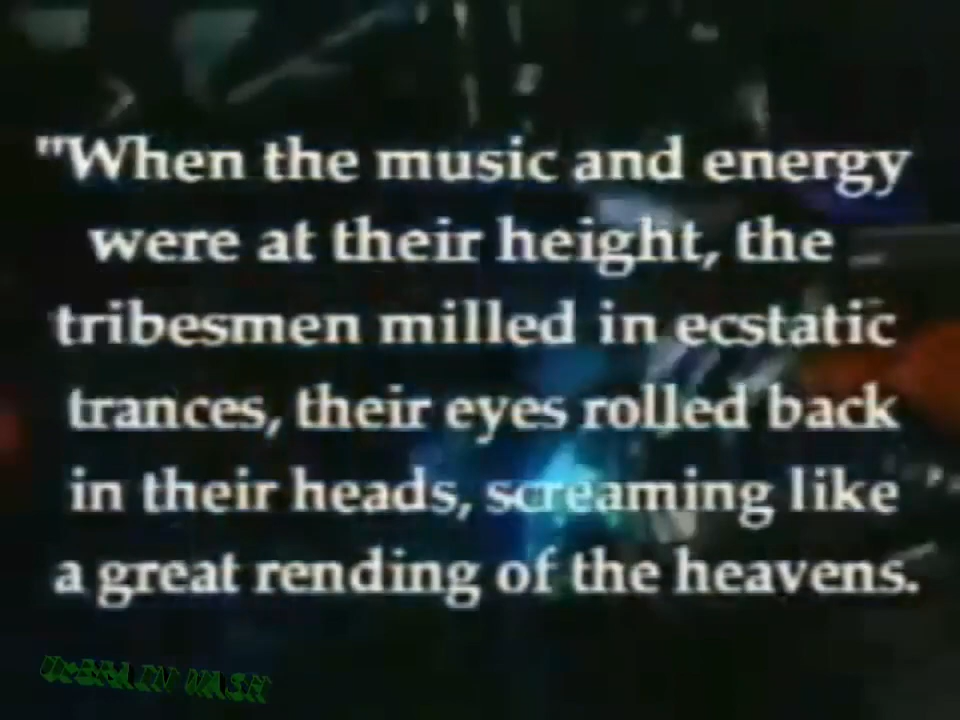 "When the music and energy
were at their height, the
tribesmen milled in ecstatic
trances, their eyes rolled back
in their heads, screaming like
a great rending of the heavens.
WASH